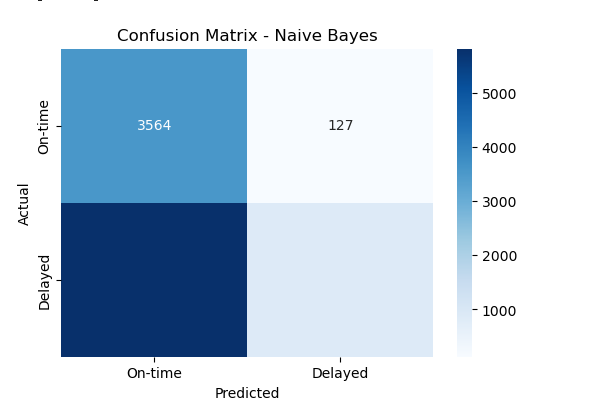 Confusion Matrix - Naive Bayes
On-time
3564
127
5000
4000
Actual
3000
2000
Delayed
1000
On-time
Delayed
Predicted